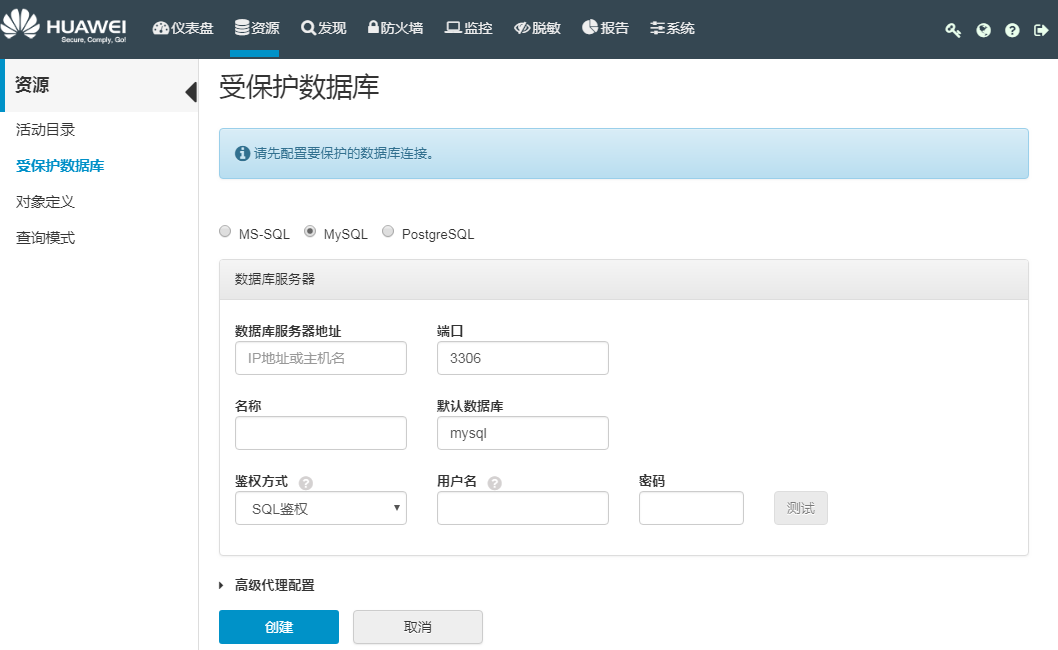 HUAWEI
Secure, Comply, Go!
仪表盘 资源 发现 防火墙 监控 脱敏 报告 系统
资源
活动目录
受保护数据库
对象定义
查询模式
受保护数据库
请先配置要保护的数据库连接。
MS-SQL MySQL PostgreSQL
数据库服务器
数据库服务器地址 端口
IP地址或主机名 3306
名称 默认数据库
mysql
鉴权方式 ? 用户名 ? 密码
SQL鉴权 测试
高级代理配置
创建 取消